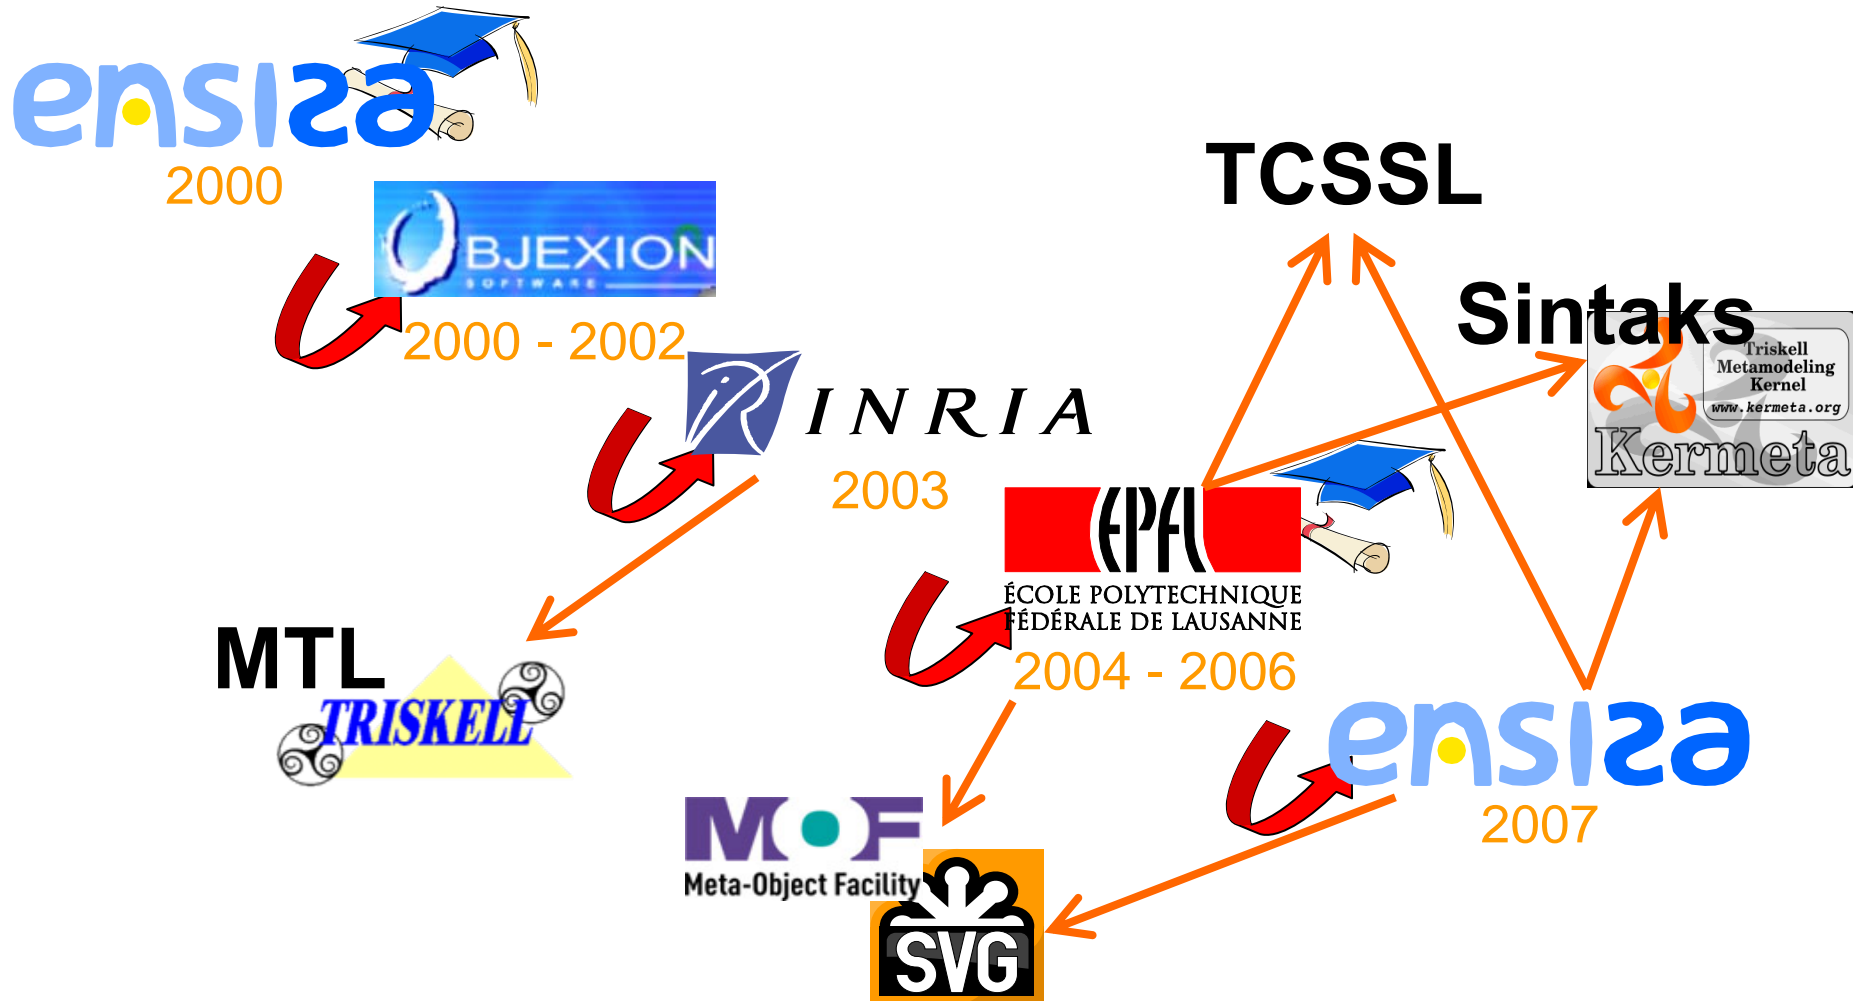 ensisa
2000
OBJEXION
SOFTWARE
2000 - 2002
INRIA
2003
MTL
TRISKELL
TCSSL
Sintaks
Triskell
Metamodeling
Kernel
www.kermeta.org
Kermeta
EPFL
ÉCOLE POLYTECHNIQUE
FÉDÉRALE DE LAUSANNE
2004 - 2006
ensisa
2007
MOF
Meta-Object Facility
SVG